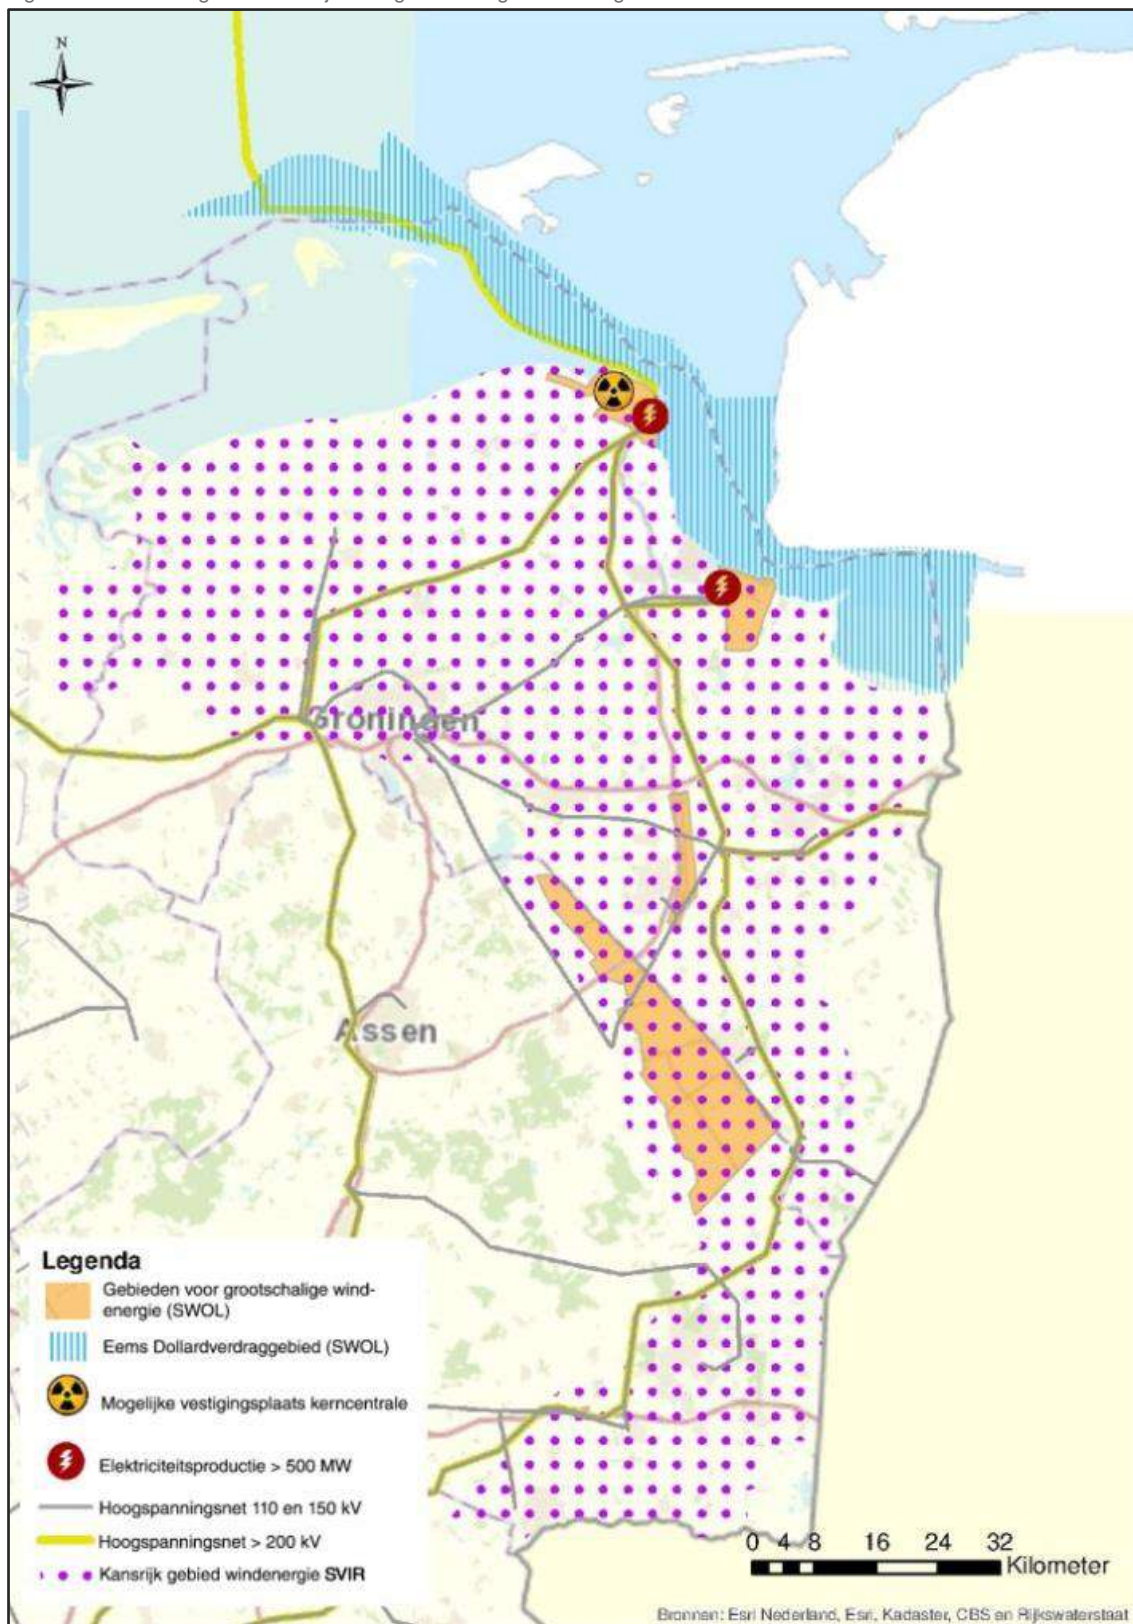 N
Groningen
Assen
Legenda
Gebieden voor grootschalige wind-
energie (SWOL)
Eems Dollardverdraggebied (SWOL)
Mogelijke vestigingsplaats kerncentrale
Elektriciteitsproductie > 500 MW
Hoogspanningsnet 110 en 150 kV
Hoogspanningsnet > 200 kV
Kansrijk gebied windenergie SVIR
0 4 8 16 24 32
Kilometer
Bronnen: Esri Nederland, Esri, Kadaster, CBS en Rijkswaterstaat